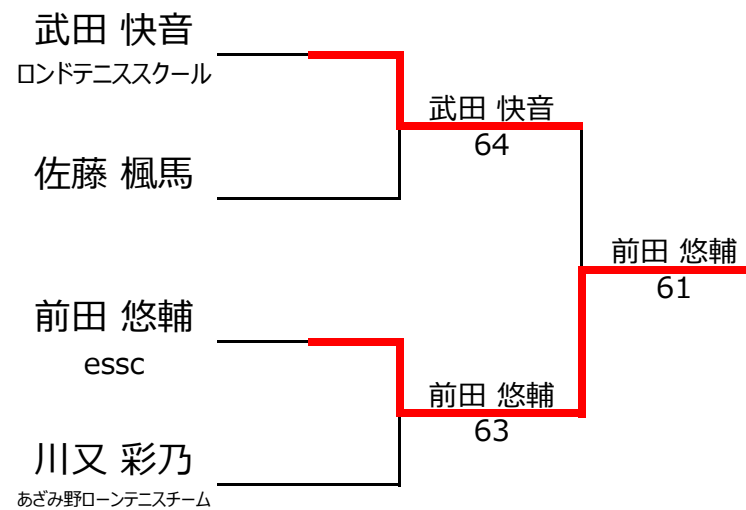 武田 快音
ロンドテニススクール
武田 快音
64
佐藤 楓馬
前田 悠輔
61
前田 悠輔
essc
前田 悠輔
63
川又 彩乃
あざみ野ローンテニスチーム